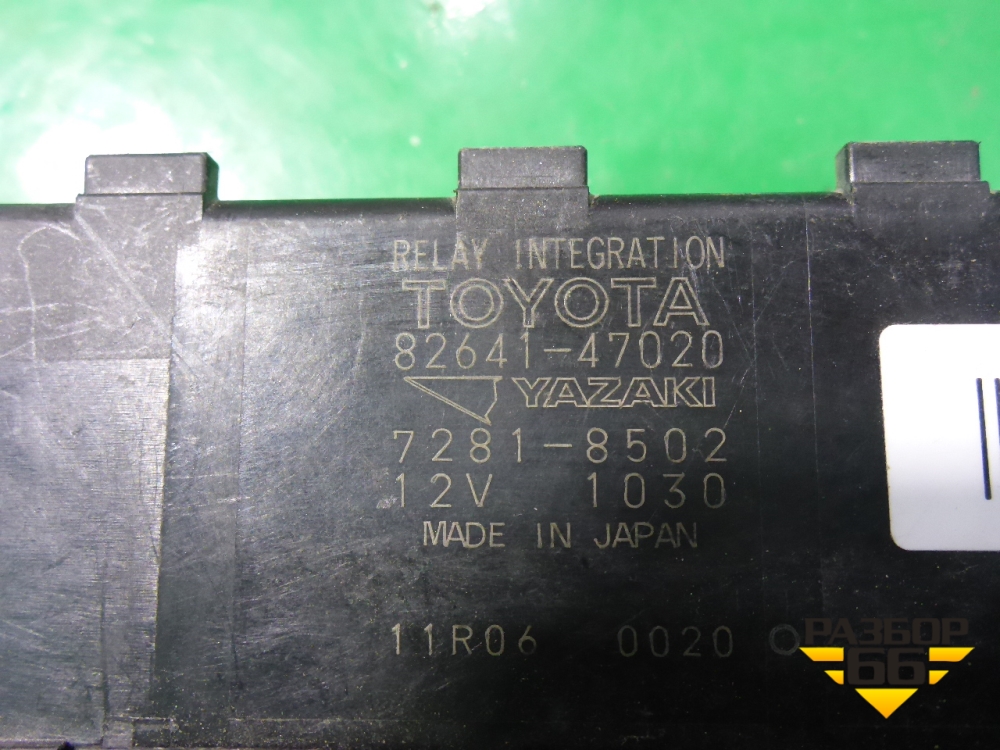 RELAY INTEGRATION
TOYOTA
82641-47020
YAZAKI
7281-8502
12V 1030
MADE IN JAPAN
11R06 0020
РАЗБОР
66